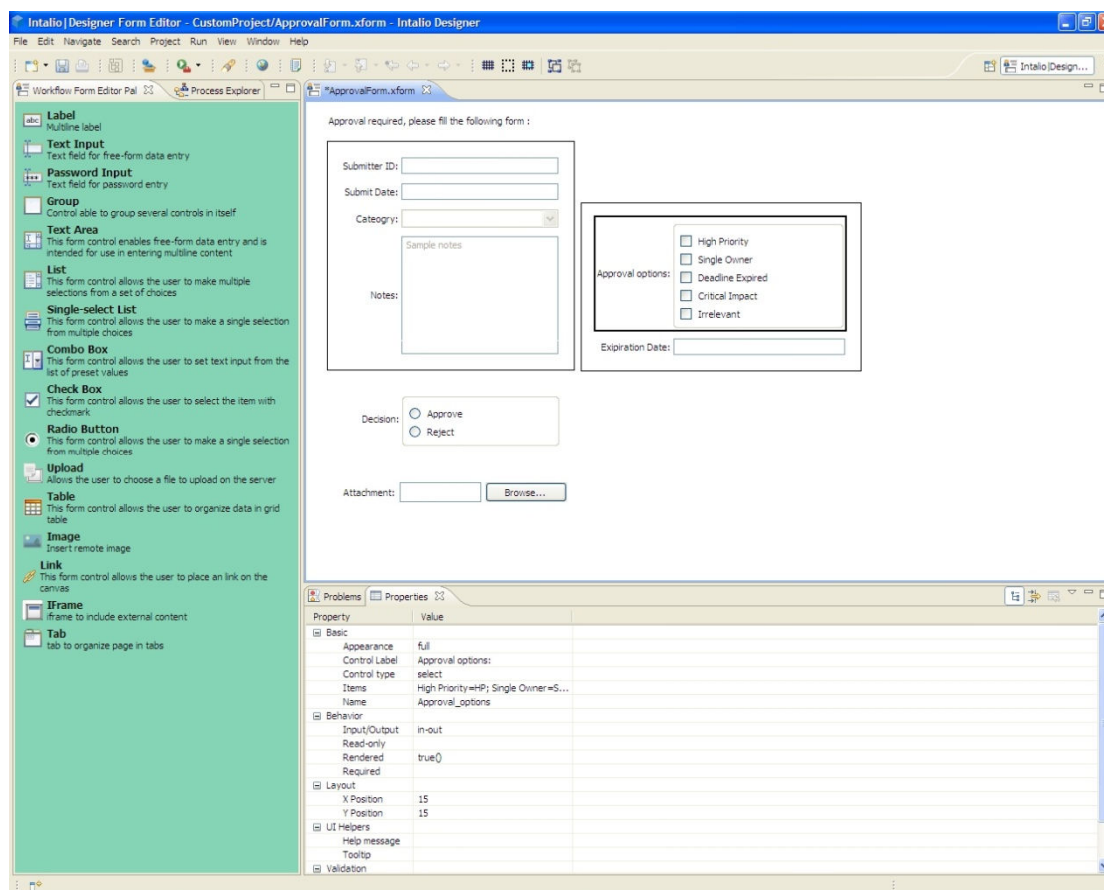 Intalio|Designer Form Editor - CustomProject/ApprovalForm.xform - Intalio Designer
File Edit Navigate Search Project Run View Window Help
Intalio|Design...
Workflow Form Editor Pal
Process Explorer
Label
Multiline label
Text Input
Text field for free-form data entry
Password Input
Text field for password entry
Group
Control able to group several controls in itself
Text Area
This form control enables free-form data entry and is
intended for use in entering multiline content
List
This form control allows the user to make multiple
selections from a set of choices
Single-select List
This form control allows the user to make a single selection
from multiple choices
Combo Box
This form control allows the user to set text input from the
list of preset values
Check Box
This form control allows the user to select the item with
checkmark
Radio Button
This form control allows the user to make a single selection
from multiple choices
Upload
Allows the user to choose a file to upload on the server
Table
This form control allows the user to organize data in grid
table
Image
Insert remote image
Link
This form control allows the user to place an link on the
canvas
IFrame
iframe to include external content
Tab
tab to organize page in tabs
*ApprovalForm.xform
Approval required, please fill the following form :
Submitter ID:
Submit Date:
Cateogry:
Notes:
Sample notes
Approval options:
High Priority
Single Owner
Deadline Expired
Critical Impact
Irrelevant
Exipiration Date:
Decision:
Approve
Reject
Attachment:
Browse...
Problems
Properties
Property Value
Basic
Appearance full
Control Label Approval options:
Control type select
Items High Priority=HP; Single Owner=S...
Name Approval_options
Behavior
Input/Output in-out
Read-only
Rendered true()
Required
Layout
X Position 15
Y Position 15
UI Helpers
Help message
Tooltip
Validation